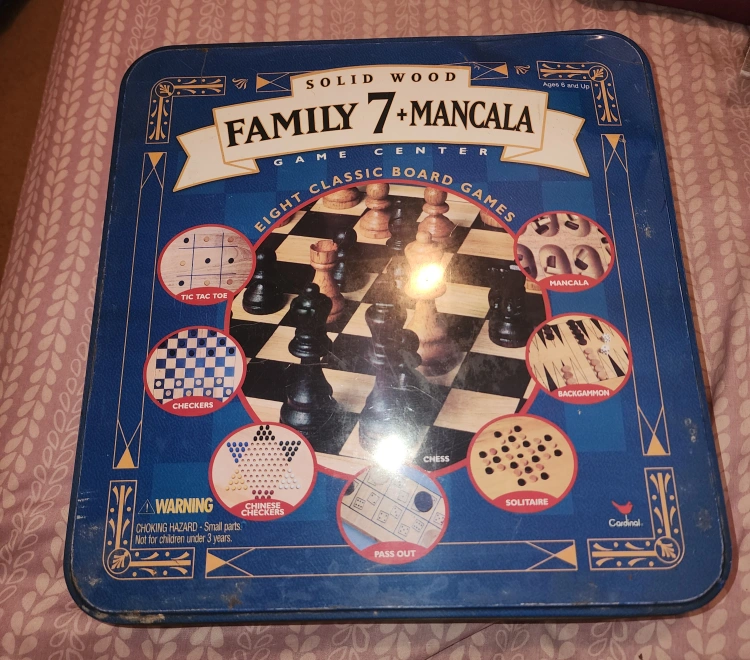 SOLID WOOD
Ages 6 and Up
FAMILY 7+MANCALA
GAME CENTER
EIGHT CLASSIC BOARD GAMES
TIC TAC TOE
MANCALA
CHECKERS
BACKGAMMON
CHINESE
CHECKERS
CHESS
SOLITAIRE
PASS OUT
WARNING
CHOKING HAZARD - Small parts.
Not for children under 3 years.
Cardinal.